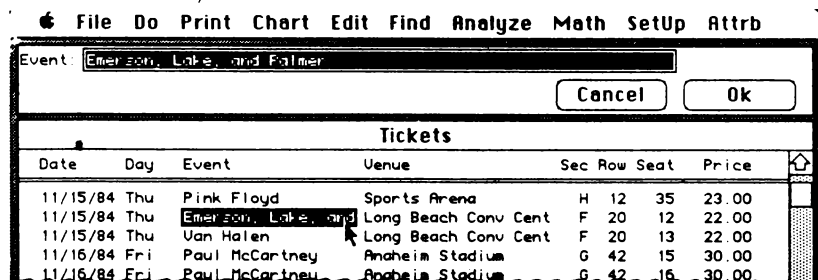 File Do Print Chart Edit Find Analyze Math SetUp Attrb
Event: Emerson, Lake, and Palmer
Cancel Ok
Tickets
Date Day Event Venue Sec Row Seat Price
11/15/84 Thu Pink Floyd Sports Arena H 12 35 23.00
11/15/84 Thu Emerson, Lake, and Long Beach Conv Cent F 20 12 22.00
11/15/84 Thu Van Halen Long Beach Conv Cent F 20 13 22.00
11/16/84 Fri Paul McCartney Anaheim Stadium G 42 15 30.00
11/16/84 Fri Paul McCartney Anaheim Stadium G 42 16 30.00